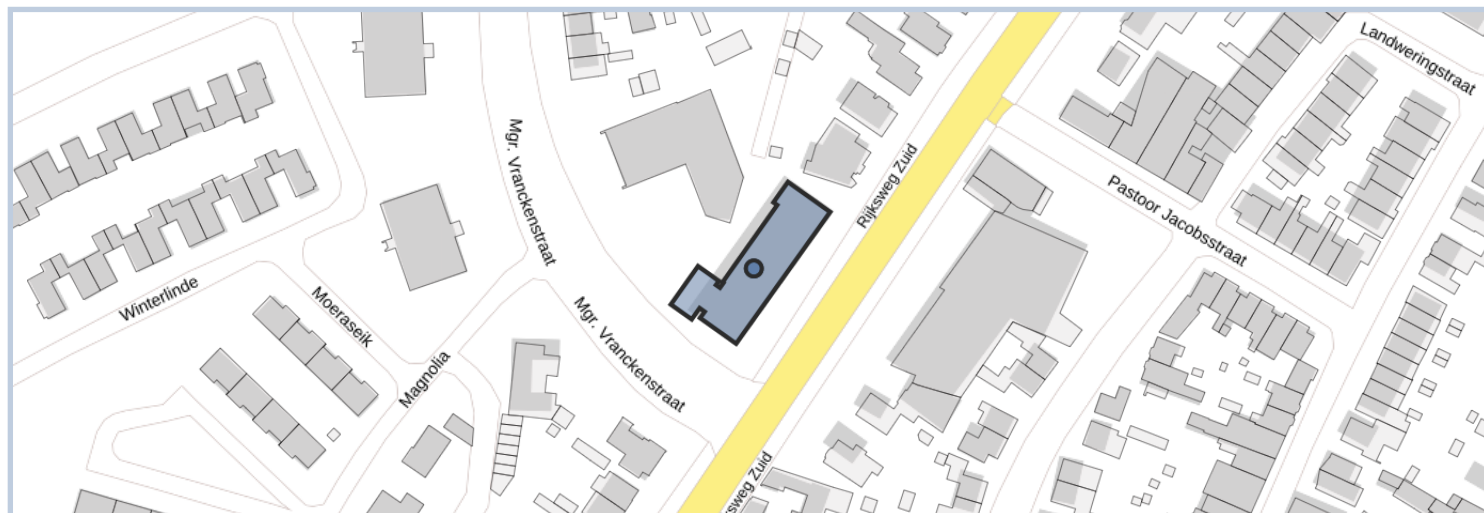 Landweringstraat
Mgr. Vranckenstraat
Rijksweg Zuid
Pastoor Jacobsstraat
Winterlinde
Moeraseik
Mgr. Vranckenstraat
Magnolia
sweg Zuid